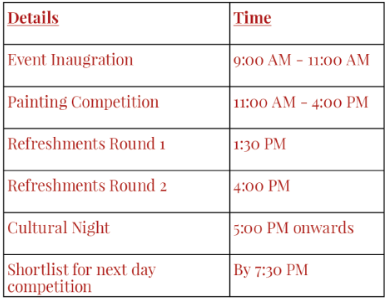 Details Time
Event Inaugration 9:00 AM - 11:00 AM
Painting Competition 11:00 AM - 4:00 PM
Refreshments Round 1 1:30 PM
Refreshments Round 2 4:00 PM
Cultural Night 5:00 PM onwards
Shortlist for next day By 7:30 PM
competition